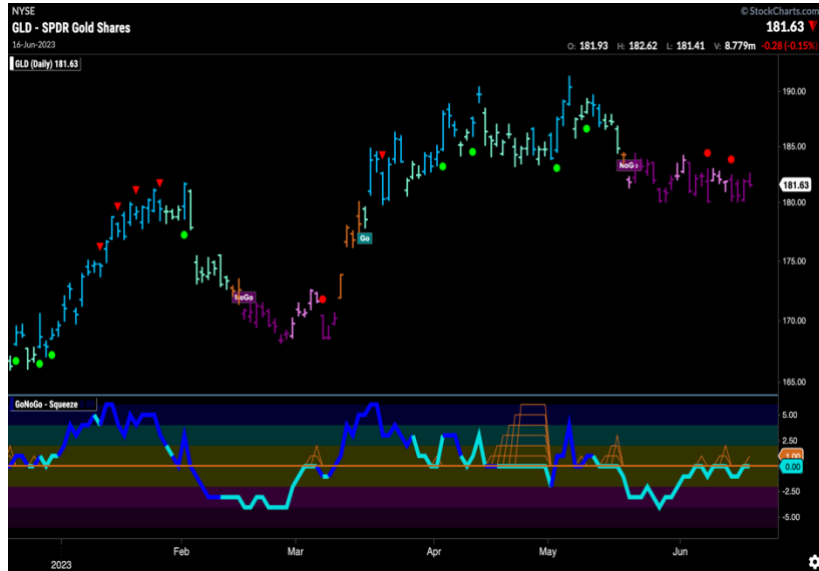 NYSE
© StockCharts.com
GLD - SPDR Gold Shares
181.63
16-Jun-2023
O: 181.93 H: 182.62 L: 181.41 V: 8.779m -0.28 (-0.15%)
GLD (Daily) 181.63
190.00
185.00
NoGo
181.63
180.00
Go
175.00
NoGo
170.00
165.00
GoNoGo - Squeeze
5.00
2.50
1.00
0.00
-2.50
-5.00
Feb Mar Apr May Jun
2023